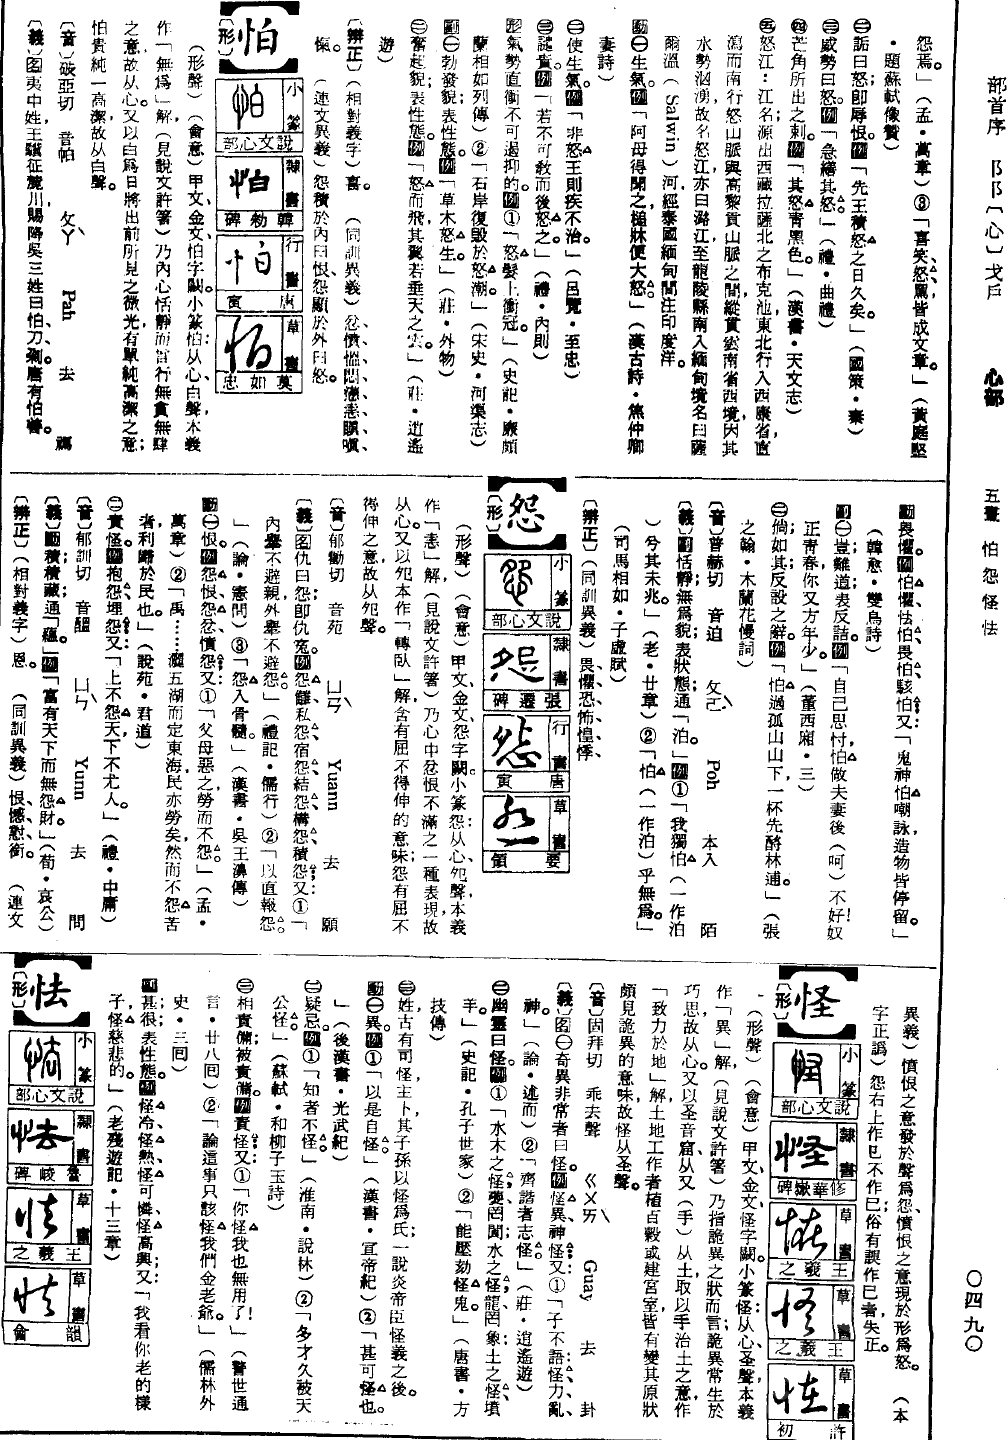 部首序 阝阝〔心〕戈戶 心部 五畫 怕怨怪怯 〇四九〇
怨焉。」（孟・萬章）③「喜笑怒罵皆成文章。」（黃庭堅
・題蘇軾像贊）
㊁詬曰怒卽辱恨。例「先王積怒之日久矣」（國策・秦）
㊂威勢曰怒。例「急繕其怒」（禮・曲禮）
㊃芒角所出之刺。例「其怒靑黑色。」（漢書・天文志）
㊄怒江：江名；源出西藏拉薩北之布克池東北行入西康省直
瀉而南行怒山脈與高黎貢山脈之間縱貫雲南省西境因其
水勢洶湧故名怒江亦曰潞江至龍陵縣南入緬甸境名曰薩
爾溫（Salwin）河，經泰國緬甸間注印度洋。
動㊀生氣。例「阿母得聞之，槌牀便大怒。」（漢古詩・焦仲卿
妻詩）
㊁使生氣。例「非怒王則疾不治。」（呂覽・至忠）
㊂譴責。例「若不可敎而後怒之。」（禮・內則）
形氣勢直衝不可遏抑的。例①「怒髮上衝冠。」（史記・廉頗
藺相如列傳）②「石岸復毀於怒潮。」（宋史・河渠志）
副㊀勃發貌；表性態。例「草木怒生。」（莊・外物）
㊁奮起貌；表性態。例「怒而飛，其翼若垂天之雲。」（莊・逍遙
遊）
〔辨正〕（相對義字）喜。（同訓異義）忿、憤、慍、悶、懣、恚、瞋、嗔、
愾。（連文異義）怨積於內曰恨，怨顯於外曰怒。
怕
〔形〕
小篆 說文心部
隸書 韓勑碑
行書 唐寅
草書 莫如忠
（形聲）（會意）甲文、金文怕字闕。小篆怕：从心、白聲，本義
作「無爲」解（見說文許箸）乃內心恬靜而言行無貪無肆
之意，故从心。又以白爲日將出前所見之微光有單純高潔之意；
怕貴純一高潔，故从白聲。
〔音〕破亞切 音帕 ㄆㄚˋ Pah 去 禡
〔義〕名夷中姓，王驥征麓川賜降吳三姓曰怕、刀、剁。唐有怕善。
動畏懼。例怕懼、怯怕、畏怕、駭怕又：「鬼神怕嘲詠，造物皆停留。」
（韓愈・雙鳥詩）
副㊀豈；難道；表反詰。例「自己思忖，怕做夫妻後（呵）不好！奴
正靑春，你又方年少。」（董西廂・三）
㊁倘如；其；反設之辭。例「怕過孤山山下，一杯先酹林逋。」（張
之翰・木蘭花慢詞）
〔音〕普赫切 音迫 ㄆㄛˋ Poh 本入 陌
〔義〕副恬靜無爲貌；表狀態；通「泊。」例①「我獨怕（一作泊
）兮其未兆。」（老・廿章）②「怕（一作泊）乎無爲。」
（司馬相如・子虛賦）
〔辨正〕（同訓異義）畏、懼、恐、怖、惶、悸。
怨
〔形〕
小篆 說文心部
隸書 張遷碑
行書 唐寅
草書 要領
（形聲）（會意）甲文、金文怨字闕。小篆怨：从心、夗聲，本義
作「恚」解（見說文許箸）乃心中忿恨不滿之一種表現，故
从心。又以夗本作「轉臥」解，含有屈不得伸的意味；怨有屈不
得伸之意，故从夗聲。
〔音〕郁勸切 音苑 ㄩㄢˋ Yuann 去 願
〔義〕名仇曰怨卽仇寃。例怨讎、私怨、宿怨、結怨、構怨、積怨；又①「
內舉不避親，外舉不避怨。」（禮記・儒行）②「以直報怨。
」（論・憲問）③「怨入骨髓。」（漢書・吳王濞傳）
動㊀恨。例怨恨、怨忿、憤怨；又：①「父母惡之，勞而不怨。」（孟・
萬章）②「禹……灑五湖而定東海，民亦勞矣，然而不怨苦
者，利歸於民也。」（說苑・君道）
㊁責怪。例抱怨、埋怨；又：「上不怨天，下不尤人。」（禮・中庸）
〔音〕郁訓切 音醞 ㄩㄣˋ Yunn 去 問
〔義〕動積；積藏；通「蘊。」例「富有天下而無怨財。」（荀・哀公）
〔辨正〕（相對義字）恩。（同訓異義）恨、憾、懟、銜。（連文
異義）憤恨之意發於聲爲怨，憤恨之意現於形爲怒。（本
字正譌）怨右上作㔾不作巳；俗有誤作巳者失正。
怪
〔形〕
小篆 說文心部
隸書 修華嶽碑
草書 王羲之
草書 王羲之
草書 許初
（形聲）（會意）甲文、金文怪字闕。小篆怪：从心、圣聲，本義
作「異」解（見說文許箸）乃指詭異之狀而言；詭異常生於
巧思，故从心。又以圣音窟，从又（手）从土，取以手治土之意，作
「致力於地」解；土地工作者植百穀或建宮室皆有變其原狀
頗見詭異的意味，故怪从圣聲。
〔音〕固拜切 乖去聲 ㄍㄨㄞˋ Guay 去 卦
〔義〕名㊀奇異非常者曰怪。例怪異、神怪；又：①「子不語怪、力、亂、
神。」（論・述而）②「齊諧者，志怪。」（莊・逍遙遊）
㊁幽靈曰怪。例①「水木之怪夔罔閬；水之怪龍罔象；土之怪墳
羊。」（史記・孔子世家）②「能壓劾怪鬼。」（唐書・方
技傳）
㊂姓，古有司怪主卜，其子孫以怪爲氏；一說炎帝臣怪義之後。
動㊀異。例①「以是自怪。」（漢書・宣帝紀）②「甚可怪也。
」（後漢書・光武紀）
㊁疑忌。例①「知者不怪。」（淮南・說林）②「多才久被天
公怪。」（蘇軾・和柳子玉詩）
㊂相責備；被責備。例責怪；又：①「你怪我也無用了！」（警世通
言・廿八回）②「論這事，只該怪我們金老爺。」（儒林外
史・三回）
副甚；很；表性態。例怪冷、怪熱、怪可憐、怪高興；又：「我看你老的樣
子，怪慈悲的。」（老殘遊記・十三章）
怯
〔形〕
小篆 說文心部
隸書 魯峻碑
草書 王羲之
草書 韻會